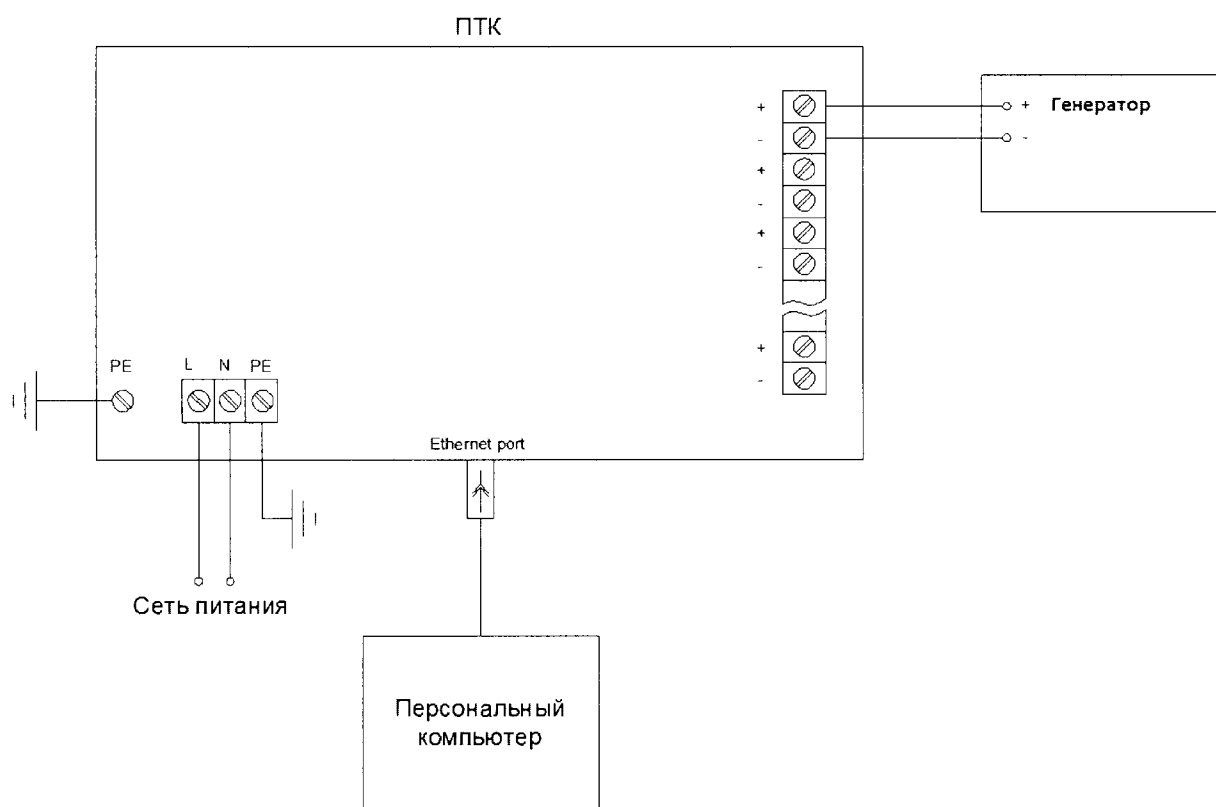 ПТК
+
-
+
-
+
-
+
-
+ Генератор
-
PE
L N PE
Ethernet port
Сеть питания
Персональный
компьютер